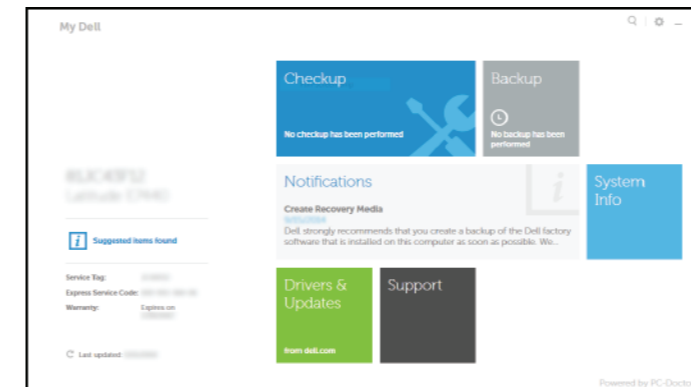 My Dell
Checkup
No checkup has been performed
Backup
No backup has been
performed
Suggested items found
Notifications
Create Recovery Media
Dell strongly recommends that you create a backup of the Dell factory
software that is installed on this computer as soon as possible. We...
System
Info
Service Tag:
Express Service Code:
Warranty:
Expires on
Last updated:
Drivers &
Updates
from dell.com
Support
Powered by PC-Docto